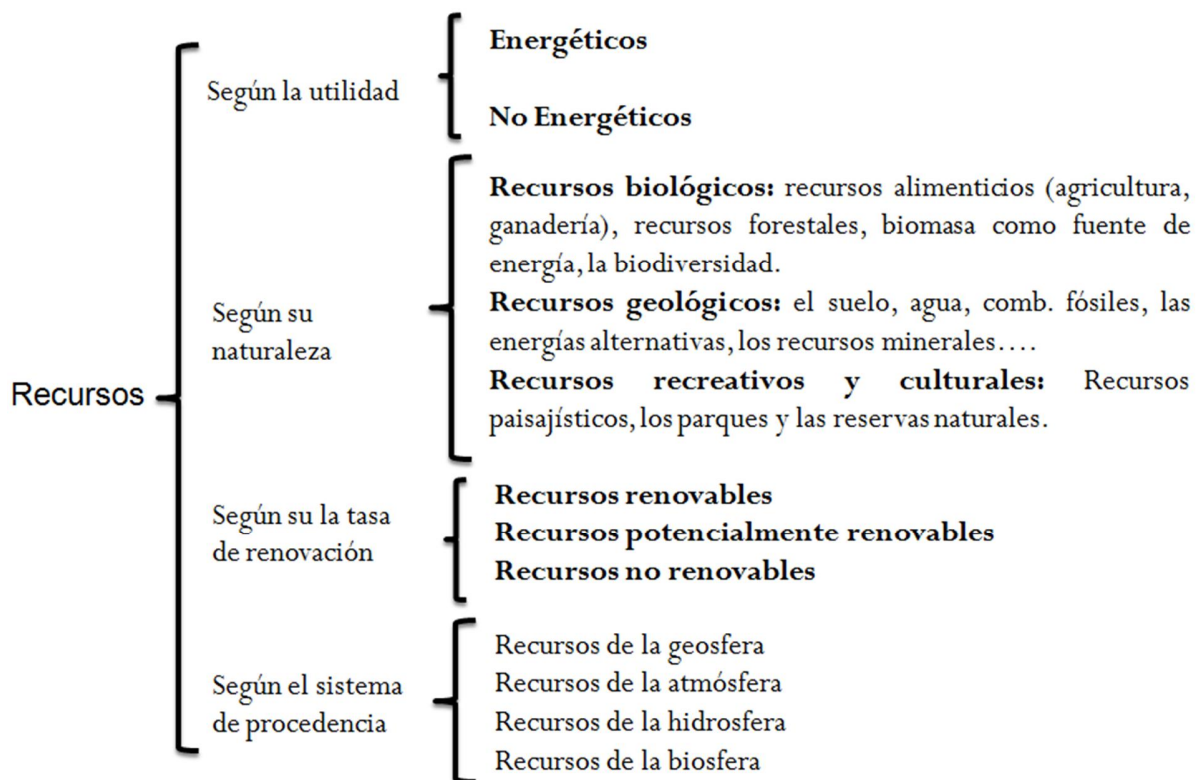 Recursos
Según la utilidad
Energéticos
No Energéticos
Según su
naturaleza
Recursos biológicos: recursos alimenticios (agricultura,
ganadería), recursos forestales, biomasa como fuente de
energía, la biodiversidad.
Recursos geológicos: el suelo, agua, comb. fósiles, las
energías alternativas, los recursos minerales….
Recursos recreativos y culturales: Recursos
paisajísticos, los parques y las reservas naturales.
Según su la tasa
de renovación
Recursos renovables
Recursos potencialmente renovables
Recursos no renovables
Según el sistema
de procedencia
Recursos de la geosfera
Recursos de la atmósfera
Recursos de la hidrosfera
Recursos de la biosfera